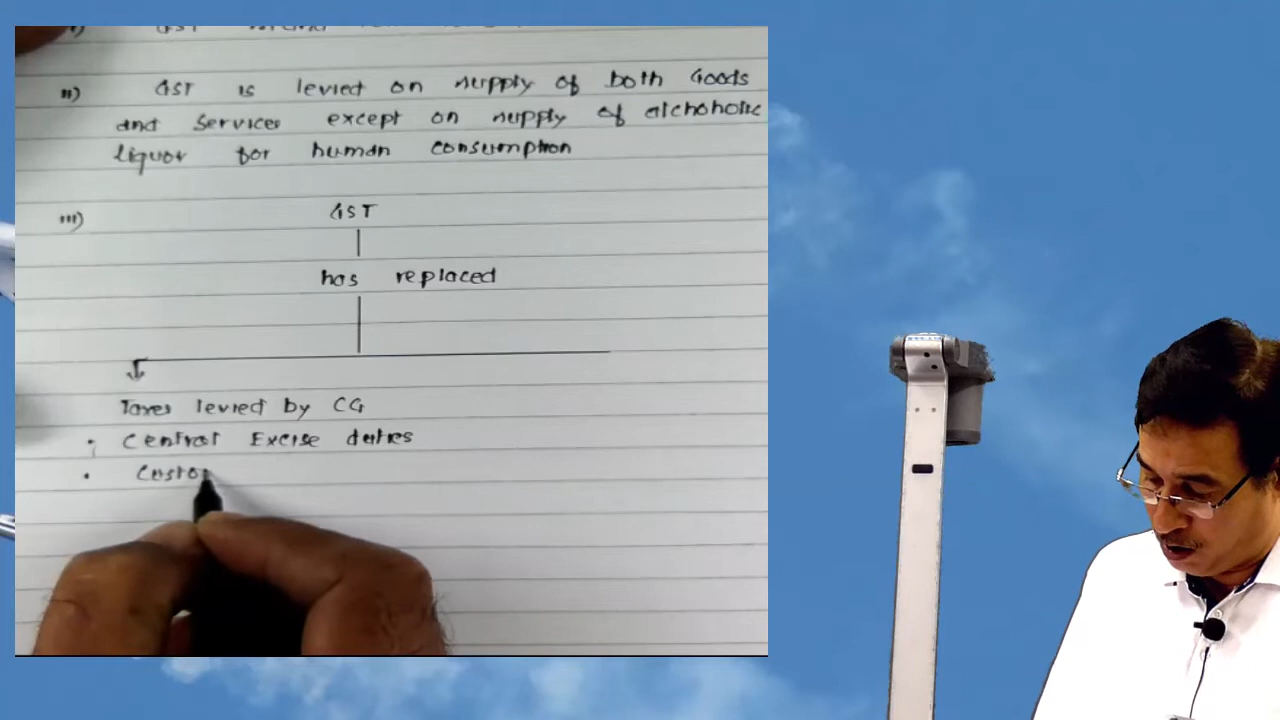 ii) GST is levied on supply of both Goods
and Services except on supply of alchoholic
liquor for human consumption
iii) GST
has replaced
Taxes levied by CG
• Central Excise duties
• Custo